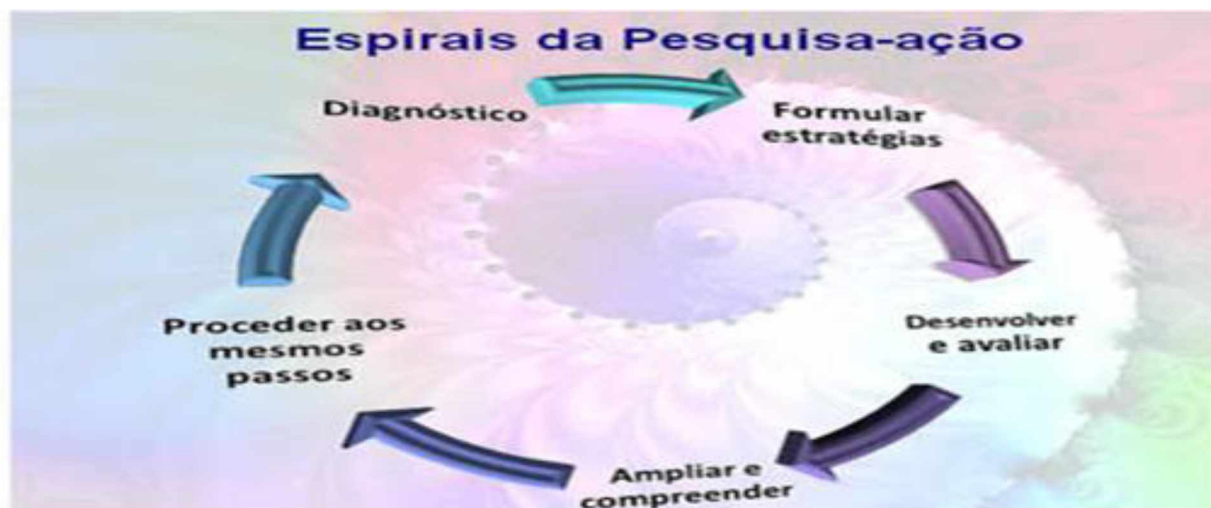 Espirais da Pesquisa-ação
Diagnóstico
Formular
estratégias
Desenvolver
e avaliar
Ampliar e
compreender
Proceder aos
mesmos
passos